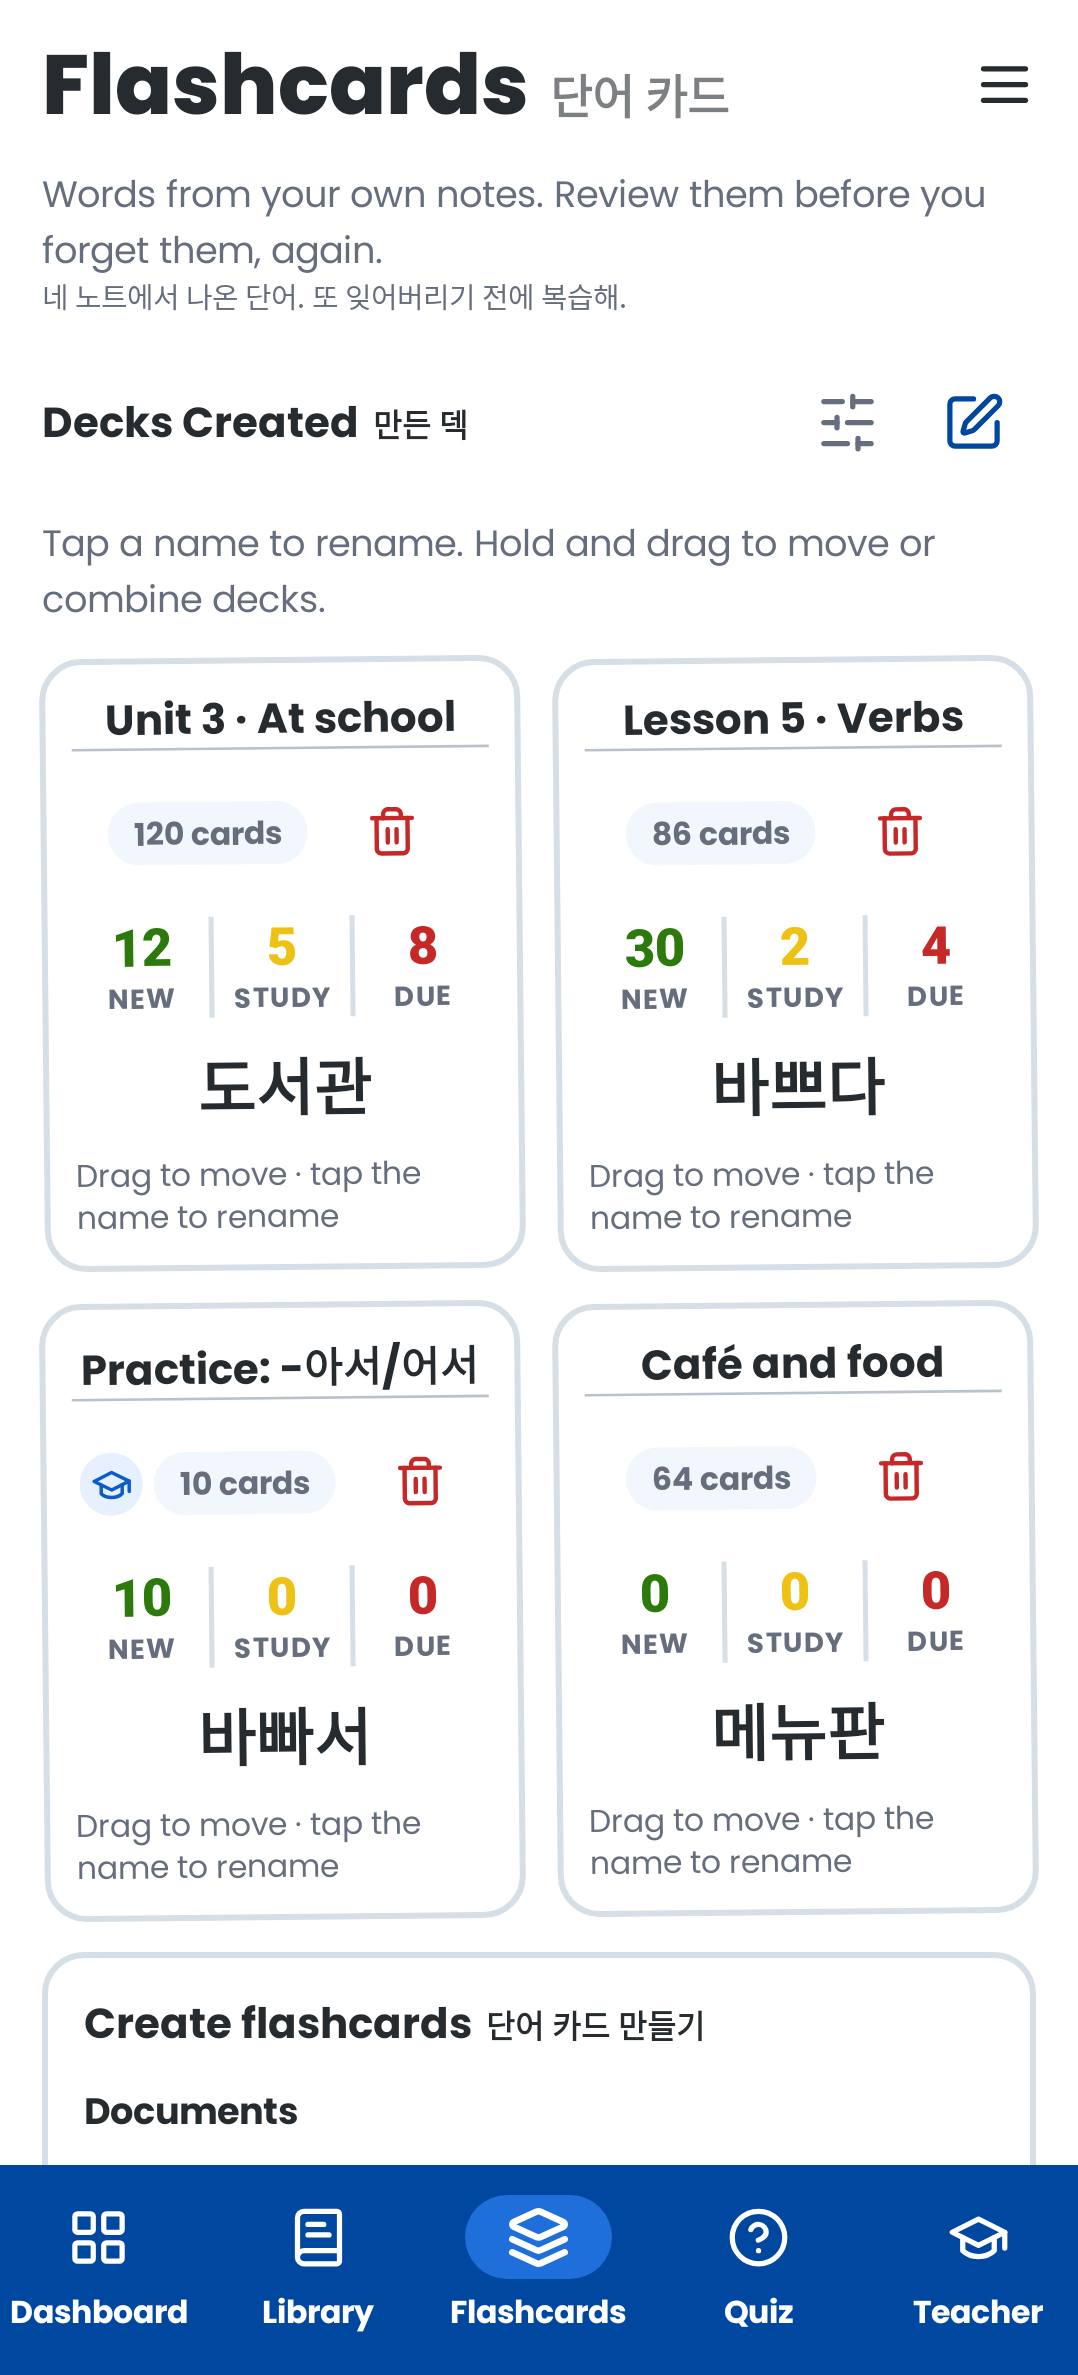 Flashcards 단어 카드
Words from your own notes. Review them before you
forget them, again.
네 노트에서 나온 단어. 또 잊어버리기 전에 복습해.
Decks Created 만든 덱
Tap a name to rename. Hold and drag to move or
combine decks.
Unit 3 · At school
120 cards
12 5 8
NEW STUDY DUE
도서관
Drag to move · tap the
name to rename
Lesson 5 · Verbs
86 cards
30 2 4
NEW STUDY DUE
바쁘다
Drag to move · tap the
name to rename
Practice: -아서/어서
10 cards
10 0 0
NEW STUDY DUE
바빠서
Drag to move · tap the
name to rename
Café and food
64 cards
0 0 0
NEW STUDY DUE
메뉴판
Drag to move · tap the
name to rename
Create flashcards 단어 카드 만들기
Documents
Dashboard Library Flashcards Quiz Teacher